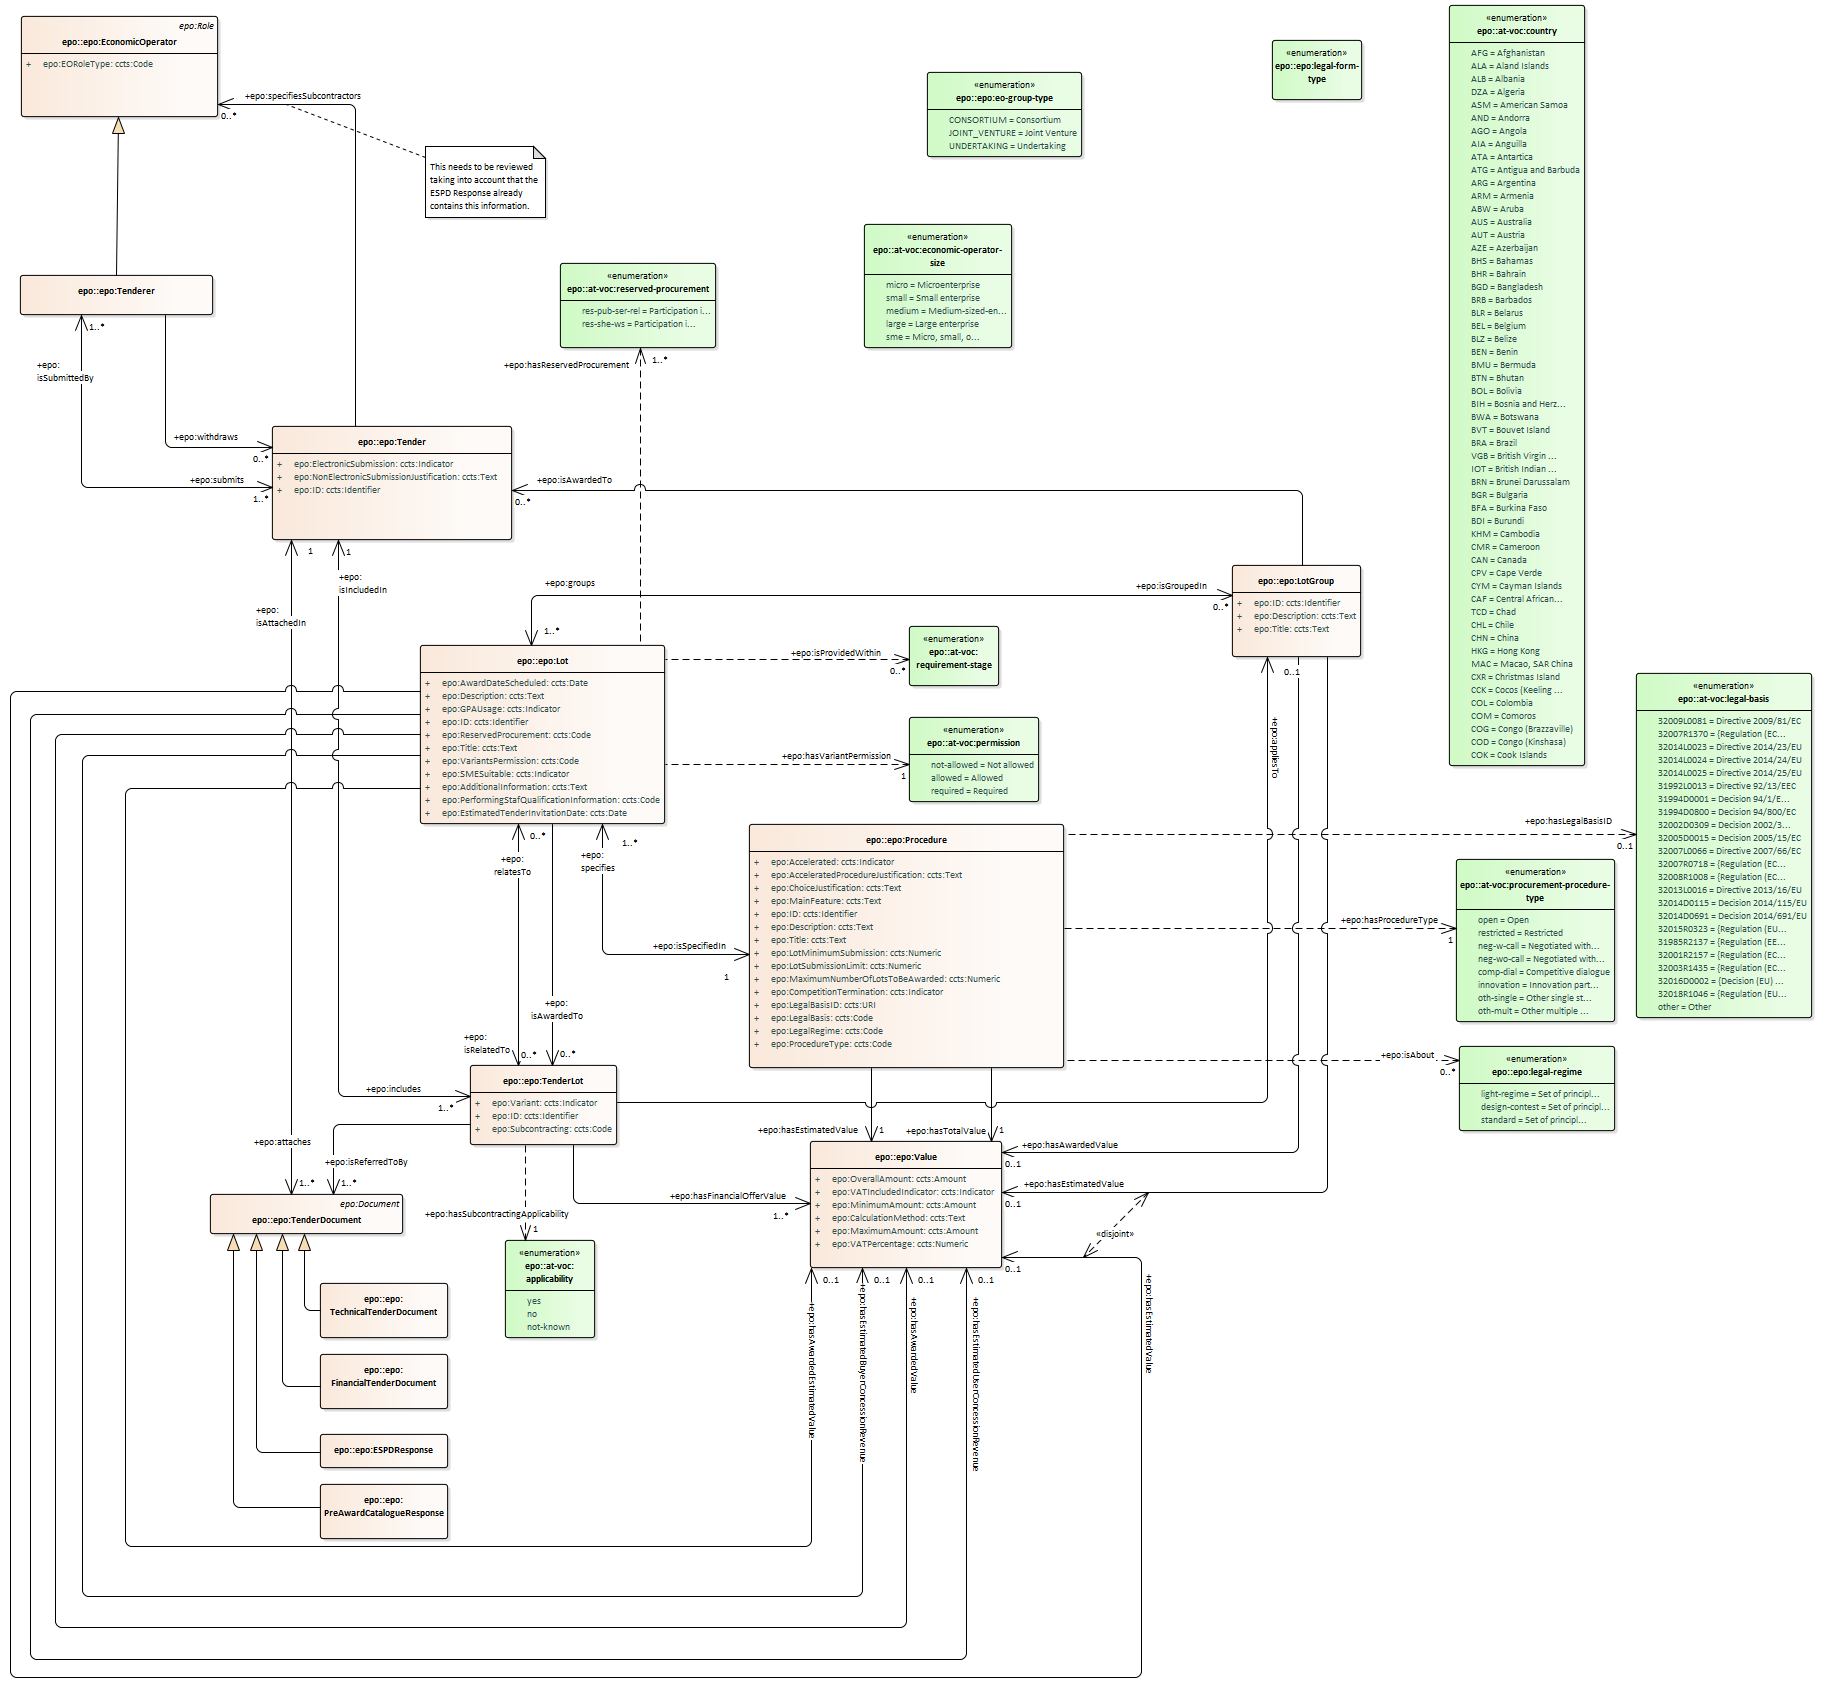 epo:Role
epo::epo:EconomicOperator
+ epo:EORoleType: ccts:Code
+epo:specifiesSubcontractors
0..*
This needs to be reviewed
taking into account that the
ESPD Response already
contains this information.
epo::epo:Tenderer
1..*
+epo:
isSubmittedBy
+epo:withdraws
0..*
+epo:submits
1..*
epo::epo:Tender
+ epo:ElectronicSubmission: ccts:Indicator
+ epo:NonElectronicSubmissionJustification: ccts:Text
+ epo:ID: ccts:Identifier
+epo:isAwardedTo
0..*
1
1
+epo:
isIncludedIn
+epo:
isAttachedIn
«enumeration»
epo::at-voc:reserved-procurement
res-pub-ser-rel = Participation i...
res-she-ws = Participation i...
+epo:hasReservedProcurement
1..*
«enumeration»
epo::epo:eo-group-type
CONSORTIUM = Consortium
JOINT_VENTURE = Joint Venture
UNDERTAKING = Undertaking
«enumeration»
epo::at-voc:economic-operator-
size
micro = Microenterprise
small = Small enterprise
medium = Medium-sized-en...
large = Large enterprise
sme = Micro, small, o...
«enumeration»
epo::epo:legal-form-
type
«enumeration»
epo::at-voc:country
AFG = Afghanistan
ALA = Aland Islands
ALB = Albania
DZA = Algeria
ASM = American Samoa
AND = Andorra
AGO = Angola
AIA = Anguilla
ATA = Antartica
ATG = Antigua and Barbuda
ARG = Argentina
ARM = Armenia
ABW = Aruba
AUS = Australia
AUT = Austria
AZE = Azerbaijan
BHS = Bahamas
BHR = Bahrain
BGD = Bangladesh
BRB = Barbados
BLR = Belarus
BEL = Belgium
BLZ = Belize
BEN = Benin
BMU = Bermuda
BTN = Bhutan
BOL = Bolivia
BIH = Bosnia and Herz...
BWA = Botswana
BVT = Bouvet Island
BRA = Brazil
VGB = British Virgin ...
IOT = British Indian ...
BRN = Brunei Darussalam
BGR = Bulgaria
BFA = Burkina Faso
BDI = Burundi
KHM = Cambodia
CMR = Cameroon
CAN = Canada
CPV = Cape Verde
CYM = Cayman Islands
CAF = Central African...
TCD = Chad
CHL = Chile
CHN = China
HKG = Hong Kong
MAC = Macao, SAR China
CXR = Christmas Island
CCK = Cocos (Keeling ...
COL = Colombia
COM = Comoros
COG = Congo (Brazzaville)
COD = Congo (Kinshasa)
COK = Cook Islands
+epo:groups
1..*
+epo:isGroupedIn
0..*
epo::epo:LotGroup
+ epo:ID: ccts:Identifier
+ epo:Description: ccts:Text
+ epo:Title: ccts:Text
0..1
+epo:appliesTo
epo::epo:Lot
+ epo:AwardDateScheduled: ccts:Date
+ epo:Description: ccts:Text
+ epo:GPAUsage: ccts:Indicator
+ epo:ID: ccts:Identifier
+ epo:ReservedProcurement: ccts:Code
+ epo:Title: ccts:Text
+ epo:VariantsPermission: ccts:Code
+ epo:SMESuitable: ccts:Indicator
+ epo:AdditionalInformation: ccts:Text
+ epo:PerformingStafQualificationInformation: ccts:Code
+ epo:EstimatedTenderInvitationDate: ccts:Date
+epo:isProvidedWithin
0..*
«enumeration»
epo::at-voc:
requirement-stage
+epo:hasVariantPermission
1
«enumeration»
epo::at-voc:permission
not-allowed = Not allowed
allowed = Allowed
required = Required
«enumeration»
epo::at-voc:legal-basis
32009L0081 = Directive 2009/81/EC
32007R1370 = {Regulation (EC...
32014L0023 = Directive 2014/23/EU
32014L0024 = Directive 2014/24/EU
32014L0025 = Directive 2014/25/EU
31992L0013 = Directive 92/13/EEC
31994D0001 = Decision 94/1/E...
31994D0800 = Decision 94/800/EC
32002D0309 = Decision 2002/3...
32005D0015 = Decision 2005/15/EC
32007L0066 = Directive 2007/66/EC
32007R0718 = {Regulation (EC...
32008R1008 = {Regulation (EC...
32013L0016 = Directive 2013/16/EU
32014D0115 = Decision 2014/115/EU
32014D0691 = Decision 2014/691/EU
32015R0323 = {Regulation (EU...
31985R2137 = {Regulation (EE...
32001R2157 = {Regulation (EC...
32003R1435 = {Regulation (EC...
32016D0002 = {Decision (EU) ...
32018R1046 = {Regulation (EU...
other = Other
0..*
+epo:
relatesTo
+epo:
specifies
1..*
+epo:isSpecifiedIn
1
epo::epo:Procedure
+ epo:Accelerated: ccts:Indicator
+ epo:AcceleratedProcedureJustification: ccts:Text
+ epo:ChoiceJustification: ccts:Text
+ epo:MainFeature: ccts:Text
+ epo:ID: ccts:Identifier
+ epo:Description: ccts:Text
+ epo:Title: ccts:Text
+ epo:LotMinimumSubmission: ccts:Numeric
+ epo:LotSubmissionLimit: ccts:Numeric
+ epo:MaximumNumberOfLotsToBeAwarded: ccts:Numeric
+ epo:CompetitionTermination: ccts:Indicator
+ epo:LegalBasisID: ccts:URI
+ epo:LegalBasis: ccts:Code
+ epo:LegalRegime: ccts:Code
+ epo:ProcedureType: ccts:Code
+epo:hasLegalBasisID
0..1
«enumeration»
epo::at-voc:procurement-procedure-
type
open = Open
restricted = Restricted
neg-w-call = Negotiated with...
neg-wo-call = Negotiated with...
comp-dial = Competitive dialogue
innovation = Innovation part...
oth-single = Other single st...
oth-mult = Other multiple ...
+epo:hasProcedureType
1
+epo:isAbout
0..*
«enumeration»
epo::epo:legal-regime
light-regime = Set of principl...
design-contest = Set of principl...
standard = Set of principl...
+epo:
isAwardedTo
0..*
+epo:
isRelatedTo
0..*
+epo:includes
1..*
epo::epo:TenderLot
+ epo:Variant: ccts:Indicator
+ epo:ID: ccts:Identifier
+ epo:Subcontracting: ccts:Code
+epo:attaches
1..*
+epo:isReferredToBy
1..*
+epo:hasEstimatedValue
1
+epo:hasTotalValue
1
+epo:hasAwardedValue
0..1
+epo:hasEstimatedValue
0..1
«disjoint»
0..1
+epo:hasEstimatedValue
epo::epo:Value
+ epo:OverallAmount: ccts:Amount
+ epo:VATIncludedIndicator: ccts:Indicator
+ epo:MinimumAmount: ccts:Amount
+ epo:CalculationMethod: ccts:Text
+ epo:MaximumAmount: ccts:Amount
+ epo:VATPercentage: ccts:Numeric
+epo:hasFinancialOfferValue
1..*
+epo:hasSubcontractingApplicability
1
«enumeration»
epo::at-voc:
applicability
yes
no
not-known
epo:Document
epo::epo:TenderDocument
epo::epo:
TechnicalTenderDocument
epo::epo:
FinancialTenderDocument
epo::epo:ESPDResponse
epo::epo:
PreAwardCatalogueResponse
0..1
+epo:hasAwardedEstimatedValue
0..1
+epo:hasEstimatedBuyerConcessionRevenue
0..1
+epo:hasAwardedValue
0..1
+epo:hasEstimatedUserConcessionRevenue